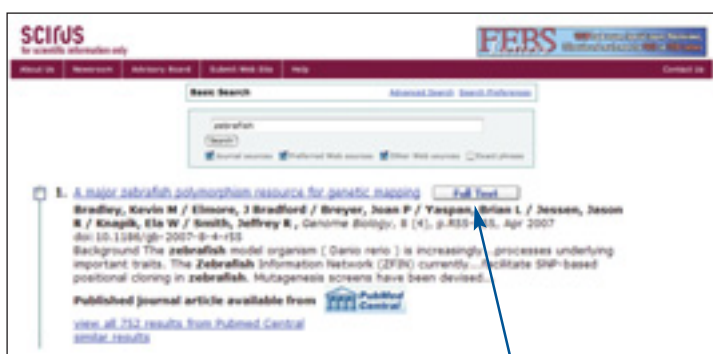 SCIRUS
for scientific information only
FEBS
About Us Newsroom Advisory Board Submit Web Site Help Contact Us
Basic Search Advanced Search Search Preferences
zebrafish
Search
Journal sources Preferred Web sources Other Web sources Exact phrase
1. A major zebrafish polymorphism resource for genetic mapping Full Text
Bradley, Kevin M / Elmore, J Bradford / Breyer, Joan P / Yaspan, Brian L / Jessen, Jason
R / Knapik, Ela W / Smith, Jeffrey R, Genome Biology, 8 (4), p.R55 Apr 2007
doi:10.1186/gb-2007-8-4-r55
Background The zebrafish model organism ( Danio rerio ) is increasingly...processes underlying
important traits. The Zebrafish Information Network (ZFIN) currently...facilitate SNP-based
positional cloning in zebrafish. Mutagenesis screens have been devised...
Published journal article available from PubMed Central
view all 752 results from Pubmed Central
similar results